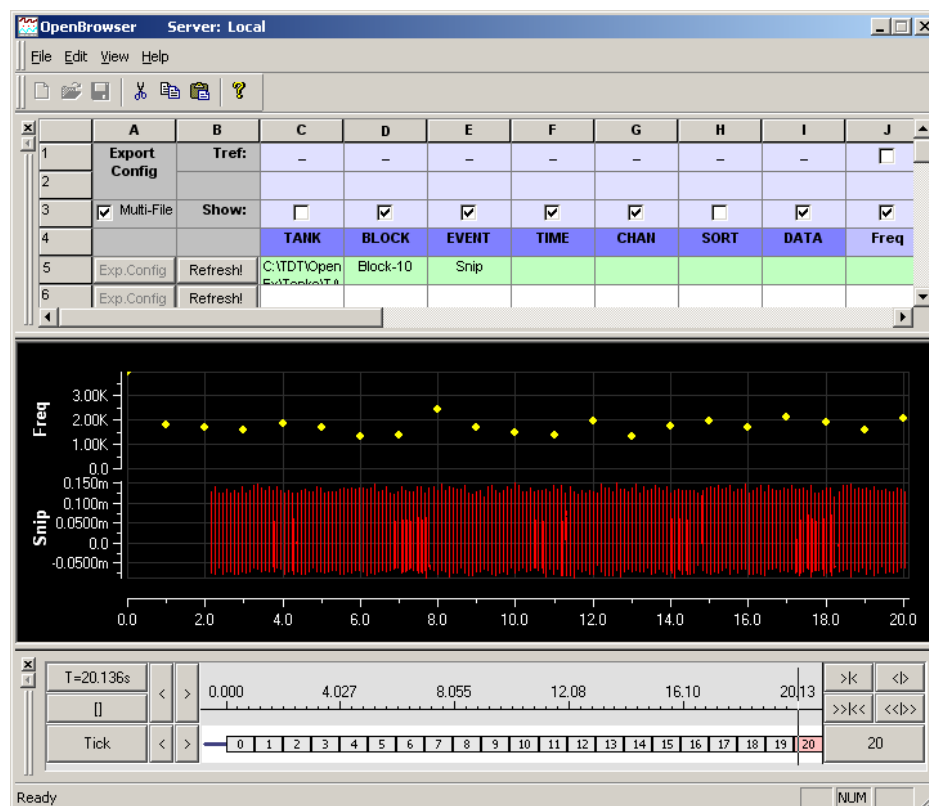 OpenBrowser Server: Local
File Edit View Help
A B C D E F G H I J
1 Export Config Tref: – – – – – – –
2
3 Multi-File Show:
4 TANK BLOCK EVENT TIME CHAN SORT DATA Freq
5 Exp.Config Refresh! C:\TDT\Open Block-10 Snip
6 Exp.Config Refresh!
Freq
3.00K
2.00K
1.00K
0.0
Snip
0.150m
0.100m
0.0500m
0.0
-0.0500m
0.0 2.0 4.0 6.0 8.0 10.0 12.0 14.0 16.0 18.0 20.0
T=20.136s < > 0.000 4.027 8.055 12.08 16.10 20.13 >|< <|>
[] >>|<< <<|>>
Tick < > 0 1 2 3 4 5 6 7 8 9 10 11 12 13 14 15 16 17 18 19 20 20
Ready NUM